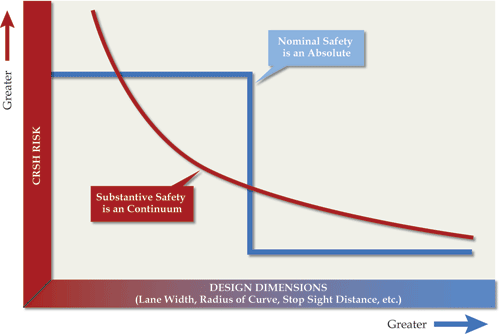 Greater
CRSH RISK
Nominal Safety
is an Absolute
Substantive Safety
is an Continuum
DESIGN DIMENSIONS
(Lane Width, Radius of Curve, Stop Sight Distance, etc.)
Greater